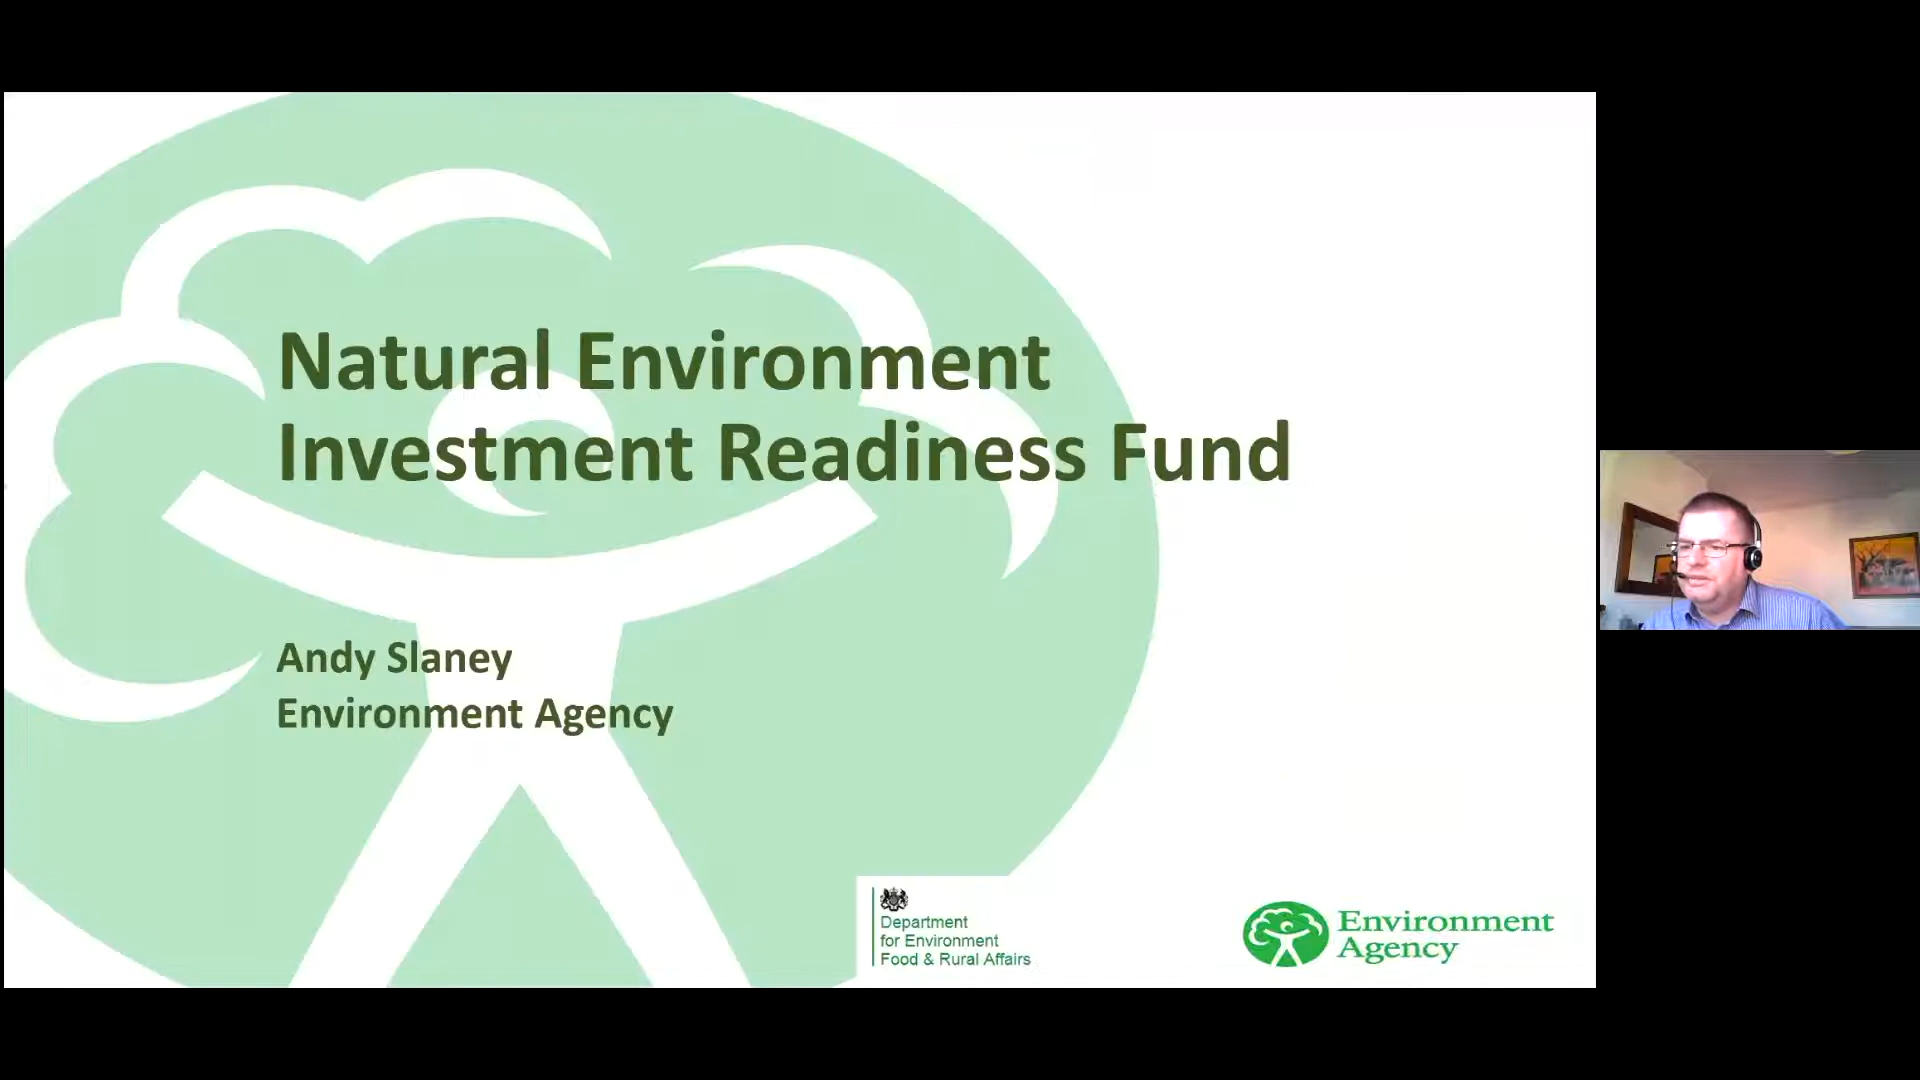 Natural Environment
Investment Readiness Fund
Andy Slaney
Environment Agency
Department
for Environment
Food & Rural Affairs
Environment
Agency